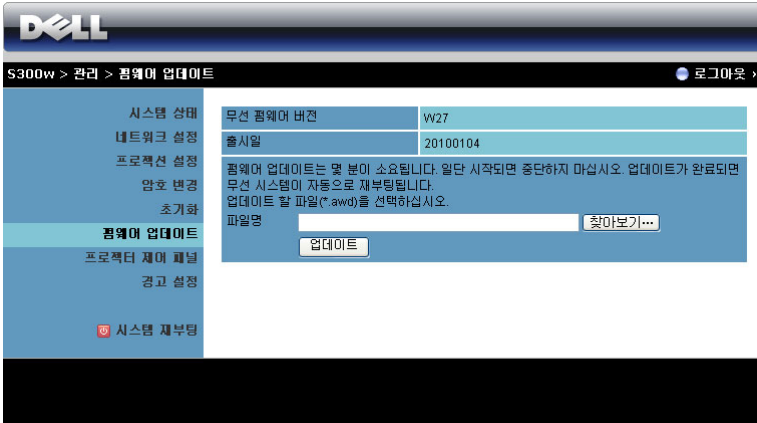 DELL
S300w > 관리 > 펌웨어 업데이트
로그아웃 ›
시스템 상태
네트워크 설정
프로젝션 설정
암호 변경
초기화
펌웨어 업데이트
프로젝터 제어 패널
경고 설정
시스템 재부팅
무선 펌웨어 버전 W27
출시일 20100104
펌웨어 업데이트는 몇 분이 소요됩니다. 일단 시작되면 중단하지 마십시오. 업데이트가 완료되면
무선 시스템이 자동으로 재부팅됩니다.
업데이트 할 파일(*.awd)을 선택하십시오.
파일명 찾아보기...
업데이트